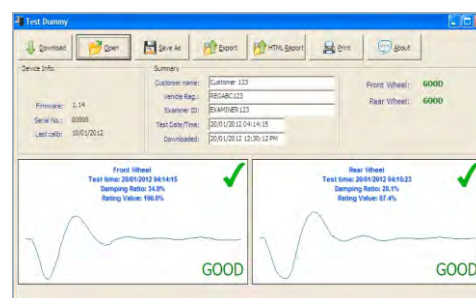 Test Dummy
Download Open Save As Export HTML Report Print About
Device Info:
Firmware: 1.14
Serial No.: 00000
Last calib: 10/01/2012
Summary
Customer name: Customer 123
Vehicle Reg.: REGABC123
Examiner ID: EXAMINER123
Test Date/Time: 20/01/2012 04:14:15
Downloaded: 20/01/2012 12:30:12 PM
Front Wheel: GOOD
Rear Wheel: GOOD
Front Wheel
Test time: 20/01/2012 04:14:15
Damping Ratio: 34.9%
Rating Value: 100.0%
GOOD
Rear Wheel
Test time: 20/01/2012 04:15:23
Damping Ratio: 26.1%
Rating Value: 87.4%
GOOD